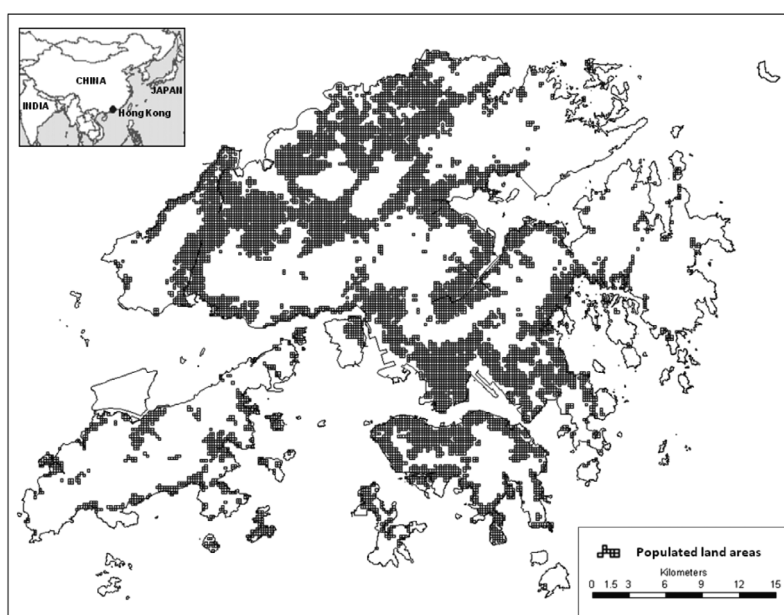 CHINA
JAPAN
INDIA
Hong Kong
Populated land areas
Kilometers
0 1.5 3 6 9 12 15